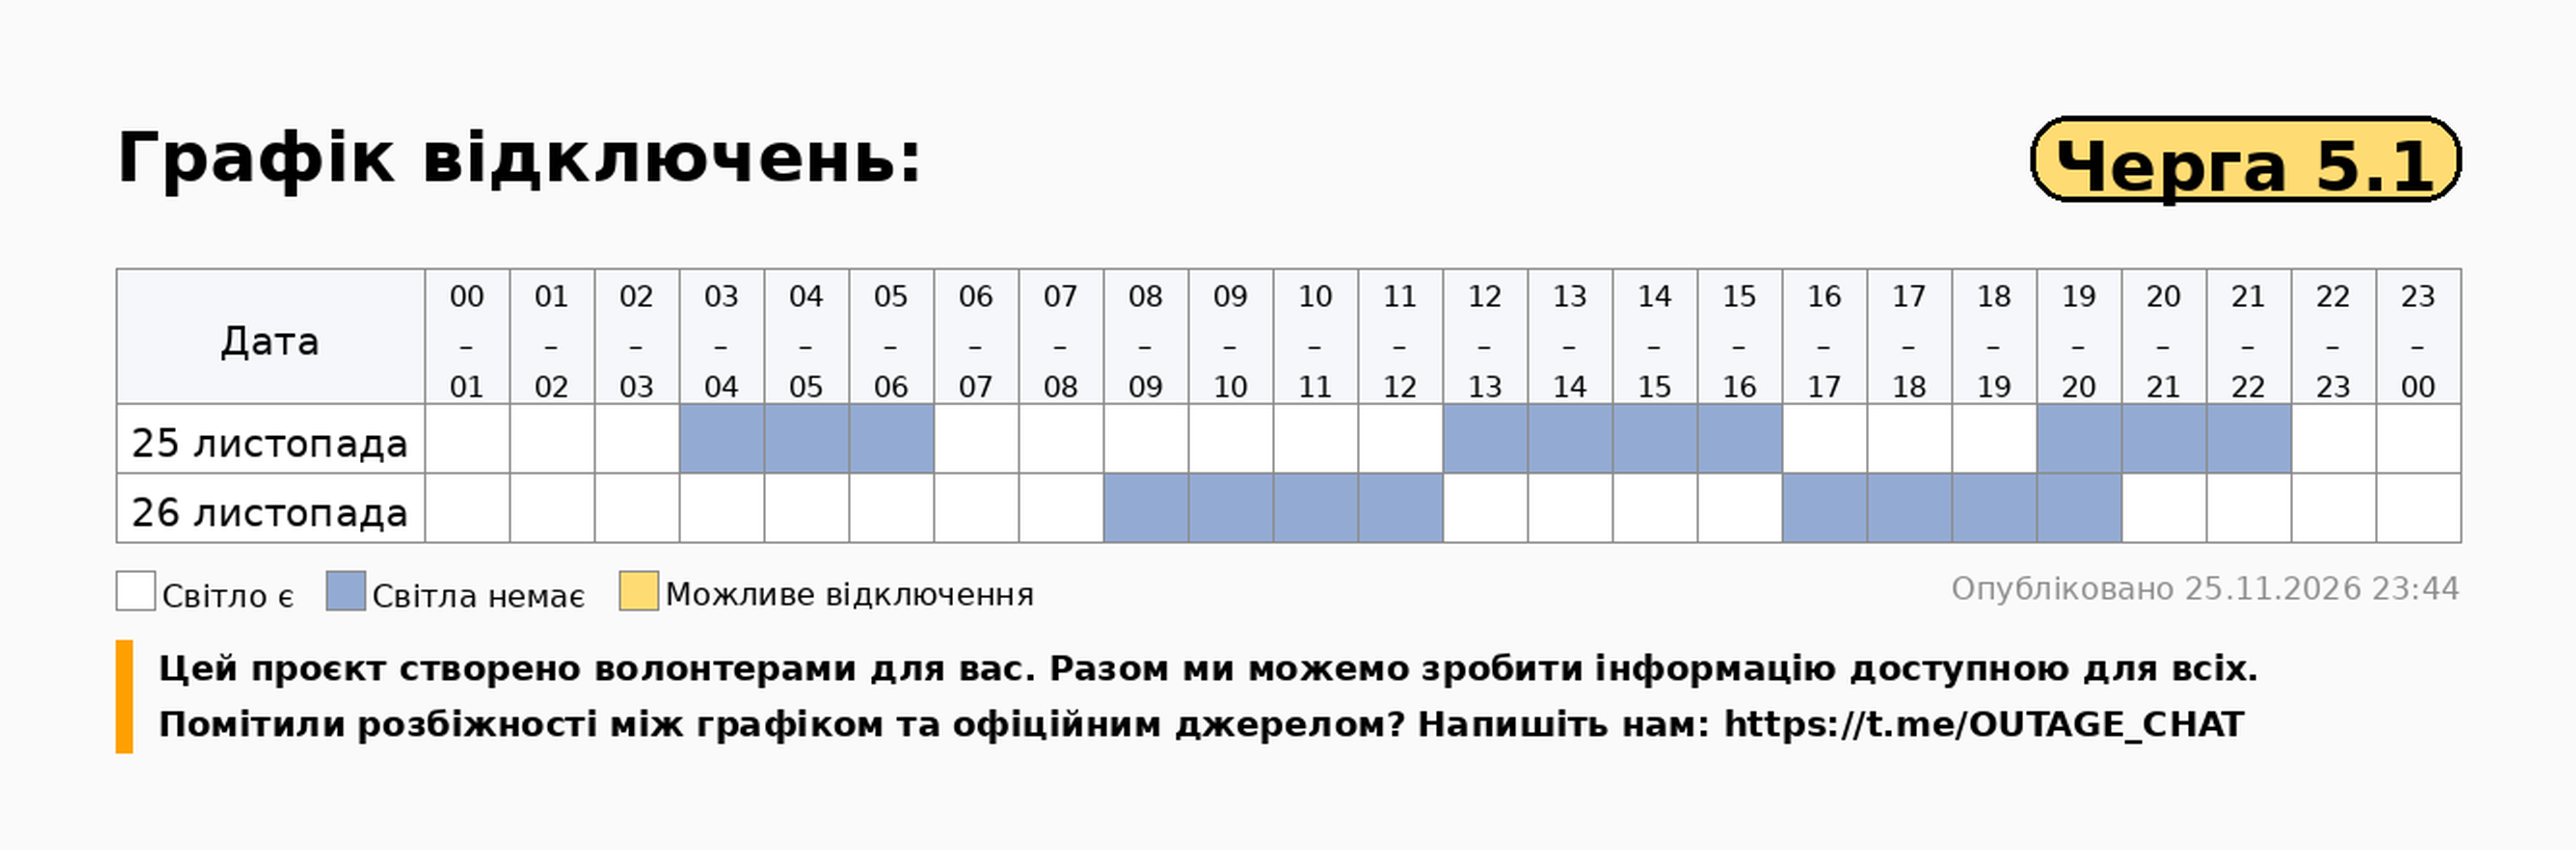 Графік відключень:
Черга 5.1
Дата 00 – 01 01 – 02 02 – 03 03 – 04 04 – 05 05 – 06 06 – 07 07 – 08 08 – 09 09 – 10 10 – 11 11 – 12 12 – 13 13 – 14 14 – 15 15 – 16 16 – 17 17 – 18 18 – 19 19 – 20 20 – 21 21 – 22 22 – 23 23 – 00
25 листопада
26 листопада
Світло є Світла немає Можливе відключення
Опубліковано 25.11.2026 23:44
Цей проєкт створено волонтерами для вас. Разом ми можемо зробити інформацію доступною для всіх.
Помітили розбіжності між графіком та офіційним джерелом? Напишіть нам: https://t.me/OUTAGE_CHAT